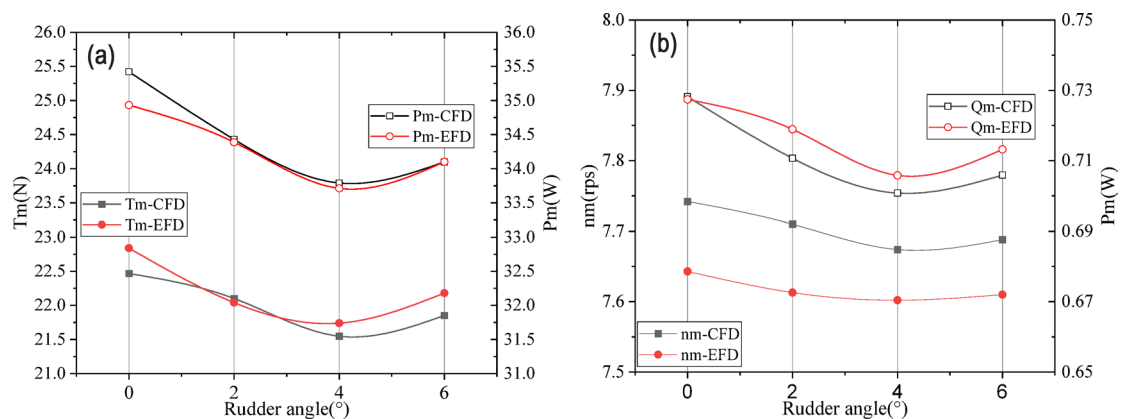 (a)
26.0
25.5
25.0
24.5
24.0
23.5
23.0
22.5
22.0
21.5
21.0
Tm(N)
36.0
35.5
35.0
34.5
34.0
33.5
33.0
32.5
32.0
31.5
31.0
Pm(W)
Pm-CFD
Pm-EFD
Tm-CFD
Tm-EFD
0 2 4 6
Rudder angle(°)
(b)
8.0
7.9
7.8
7.7
7.6
7.5
nm(rps)
0.75
0.73
0.71
0.69
0.67
0.65
Pm(W)
Qm-CFD
Qm-EFD
nm-CFD
nm-EFD
0 2 4 6
Rudder angle(°)